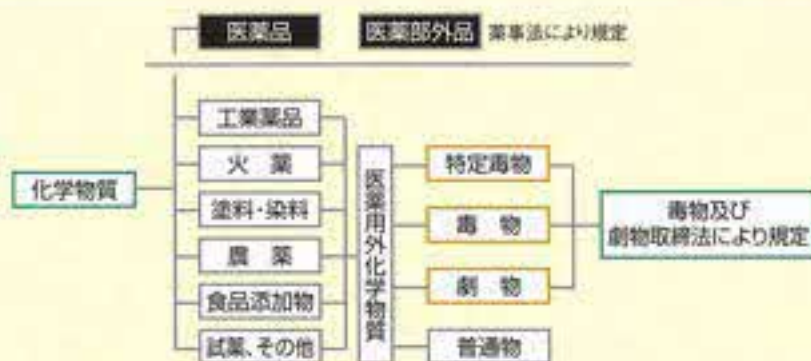 医薬品
医薬部外品
薬事法により規定
工業薬品
火 薬
化学物質
塗料・染料
農 薬
食品添加物
試薬、その他
医薬用外化学物質
特定毒物
毒 物
劇 物
普通物
毒物及び
劇物取締法により規定